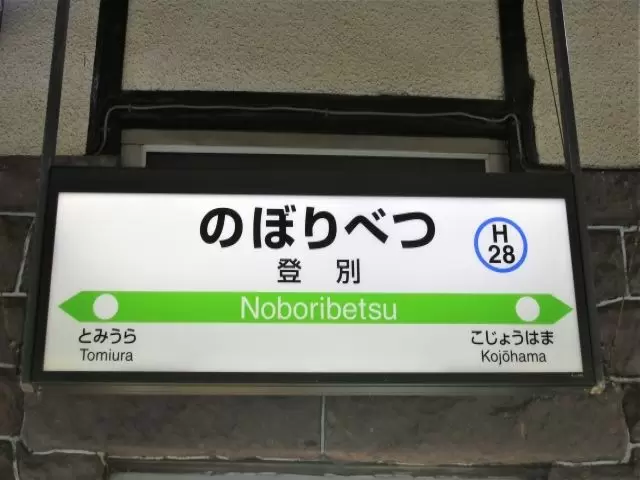 のぼりべつ
H
28
登別
Noboribetsu
とみうら
Tomiura
こじょうはま
Kojōhama